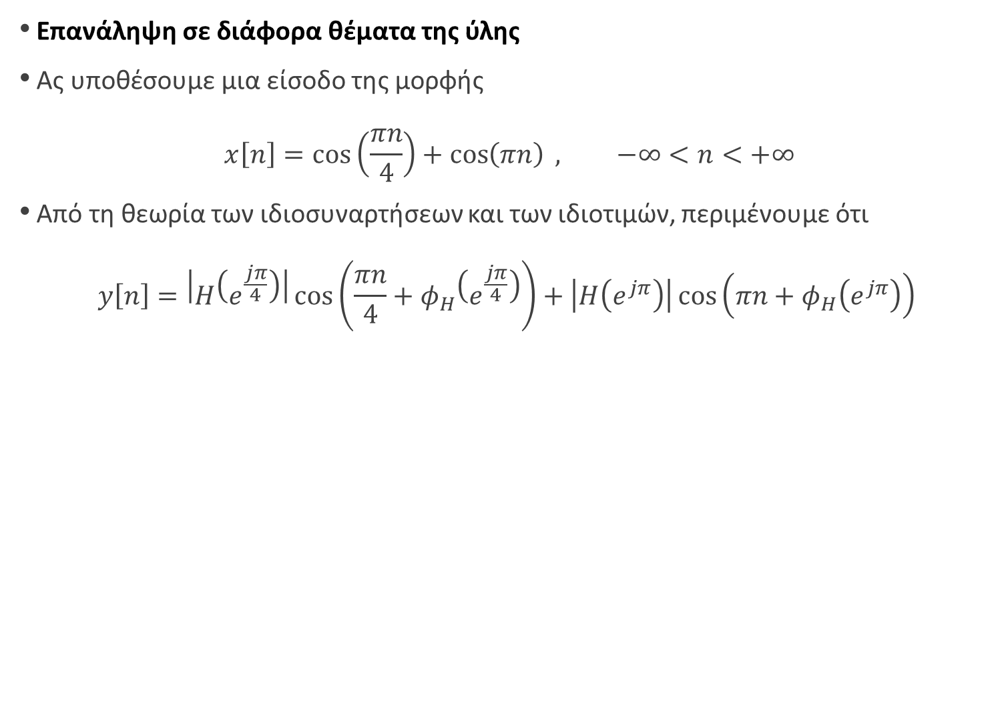 • Επανάληψη σε διάφορα θέματα της ύλης
• Ας υποθέσουμε μια είσοδο της μορφής
x[n] = cos(πn/4) + cos(πn) , −∞ < n < +∞
• Από τη θεωρία των ιδιοσυναρτήσεων και των ιδιοτιμών, περιμένουμε ότι
y[n] = |H(e^{jπ/4})| cos(πn/4 + ϕ_H(e^{jπ/4})) + |H(e^{jπ})| cos(πn + ϕ_H(e^{jπ}))